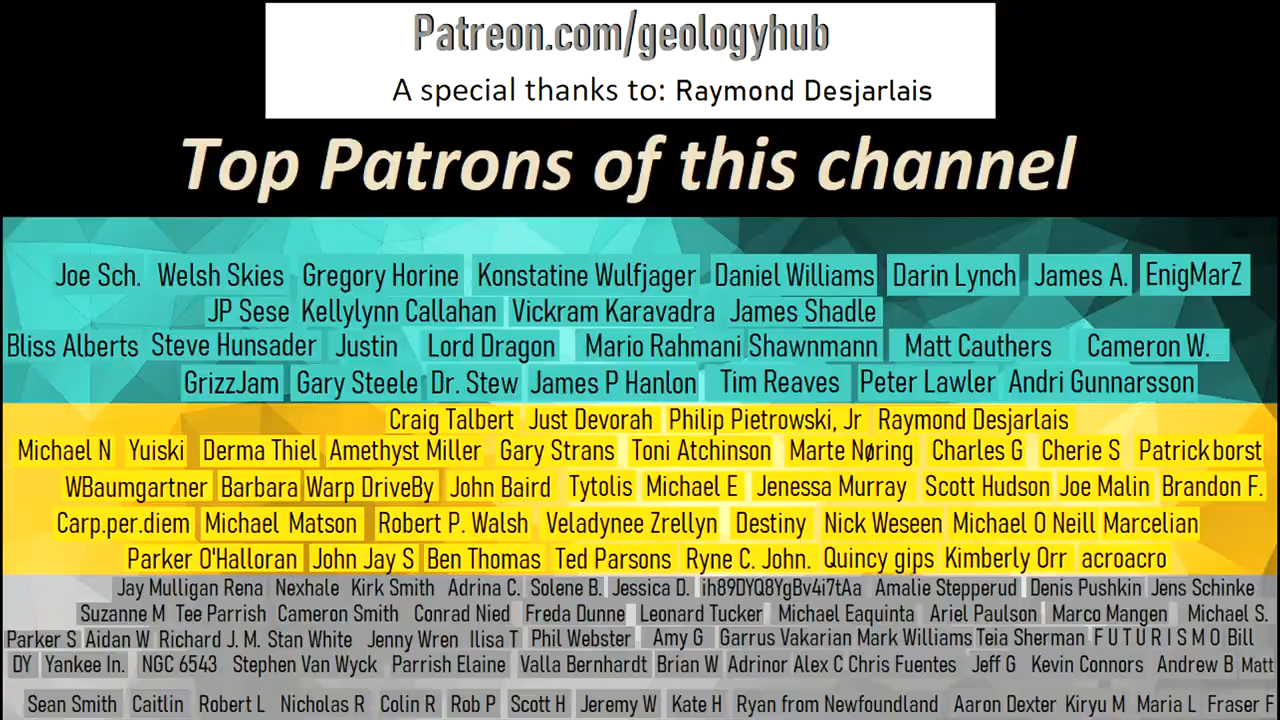 Patreon.com/geologyhub
A special thanks to: Raymond Desjarlais
Top Patrons of this channel
Joe Sch. Welsh Skies Gregory Horine Konstatine Wulfjager Daniel Williams Darin Lynch James A. EnigMarZ
JP Sese Kellylynn Callahan Vickram Karavadra James Shadle
Bliss Alberts Steve Hunsader Justin Lord Dragon Mario Rahmani Shawnmann Matt Cauthers Cameron W.
GrizzJam Gary Steele Dr. Stew James P Hanlon Tim Reaves Peter Lawler Andri Gunnarsson
Craig Talbert Just Devorah Philip Pietrowski, Jr Raymond Desjarlais
Michael N Yuiski Derma Thiel Amethyst Miller Gary Strans Toni Atchinson Marte Nøring Charles G Cherie S Patrick borst
WBaumgartner Barbara Warp DriveBy John Baird Tytolis Michael E Jenessa Murray Scott Hudson Joe Malin Brandon F.
Carp.per.diem Michael Matson Robert P. Walsh Veladynee Zrellyn Destiny Nick Weseen Michael O Neill Marcelian
Parker O'Halloran John Jay S Ben Thomas Ted Parsons Ryne C. John. Quincy gips Kimberly Orr acroacro
Jay Mulligan Rena Nexhale Kirk Smith Adrina C. Solene B. Jessica D. ih89DYQ8YgBv4i7tAa Amalie Stepperud Denis Pushkin Jens Schinke
Suzanne M Tee Parrish Cameron Smith Conrad Nied Freda Dunne Leonard Tucker Michael Eaquinta Ariel Paulson Marco Mangen Michael S.
Parker S Aidan W Richard J. M. Stan White Jenny Wren Ilisa T Phil Webster Amy G Garrus Vakarian Mark Williams Teia Sherman F U T U R I S M O Bill
DY Yankee In. NGC 6543 Stephen Van Wyck Parrish Elaine Valla Bernhardt Brian W Adrinor Alex C Chris Fuentes Jeff G Kevin Connors Andrew B Matt
Sean Smith Caitlin Robert L Nicholas R Colin R Rob P Scott H Jeremy W Kate H Ryan from Newfoundland Aaron Dexter Kiryu M Maria L Fraser F